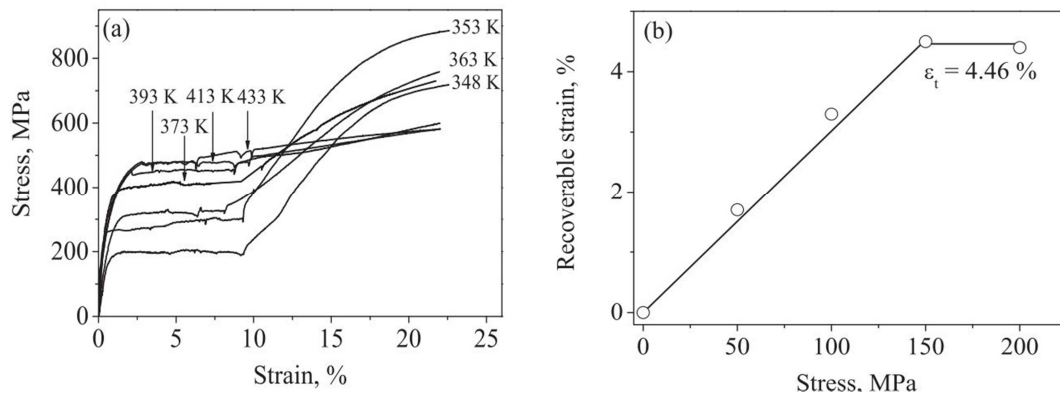 (a)
353 K
363 K
348 K
393 K
413 K
433 K
373 K
800
600
400
200
0
0
5
10
15
20
25
Stress, MPa
Strain, %
(b)
4
2
0
0
50
100
150
200
εt = 4.46 %
Recoverable strain, %
Stress, MPa